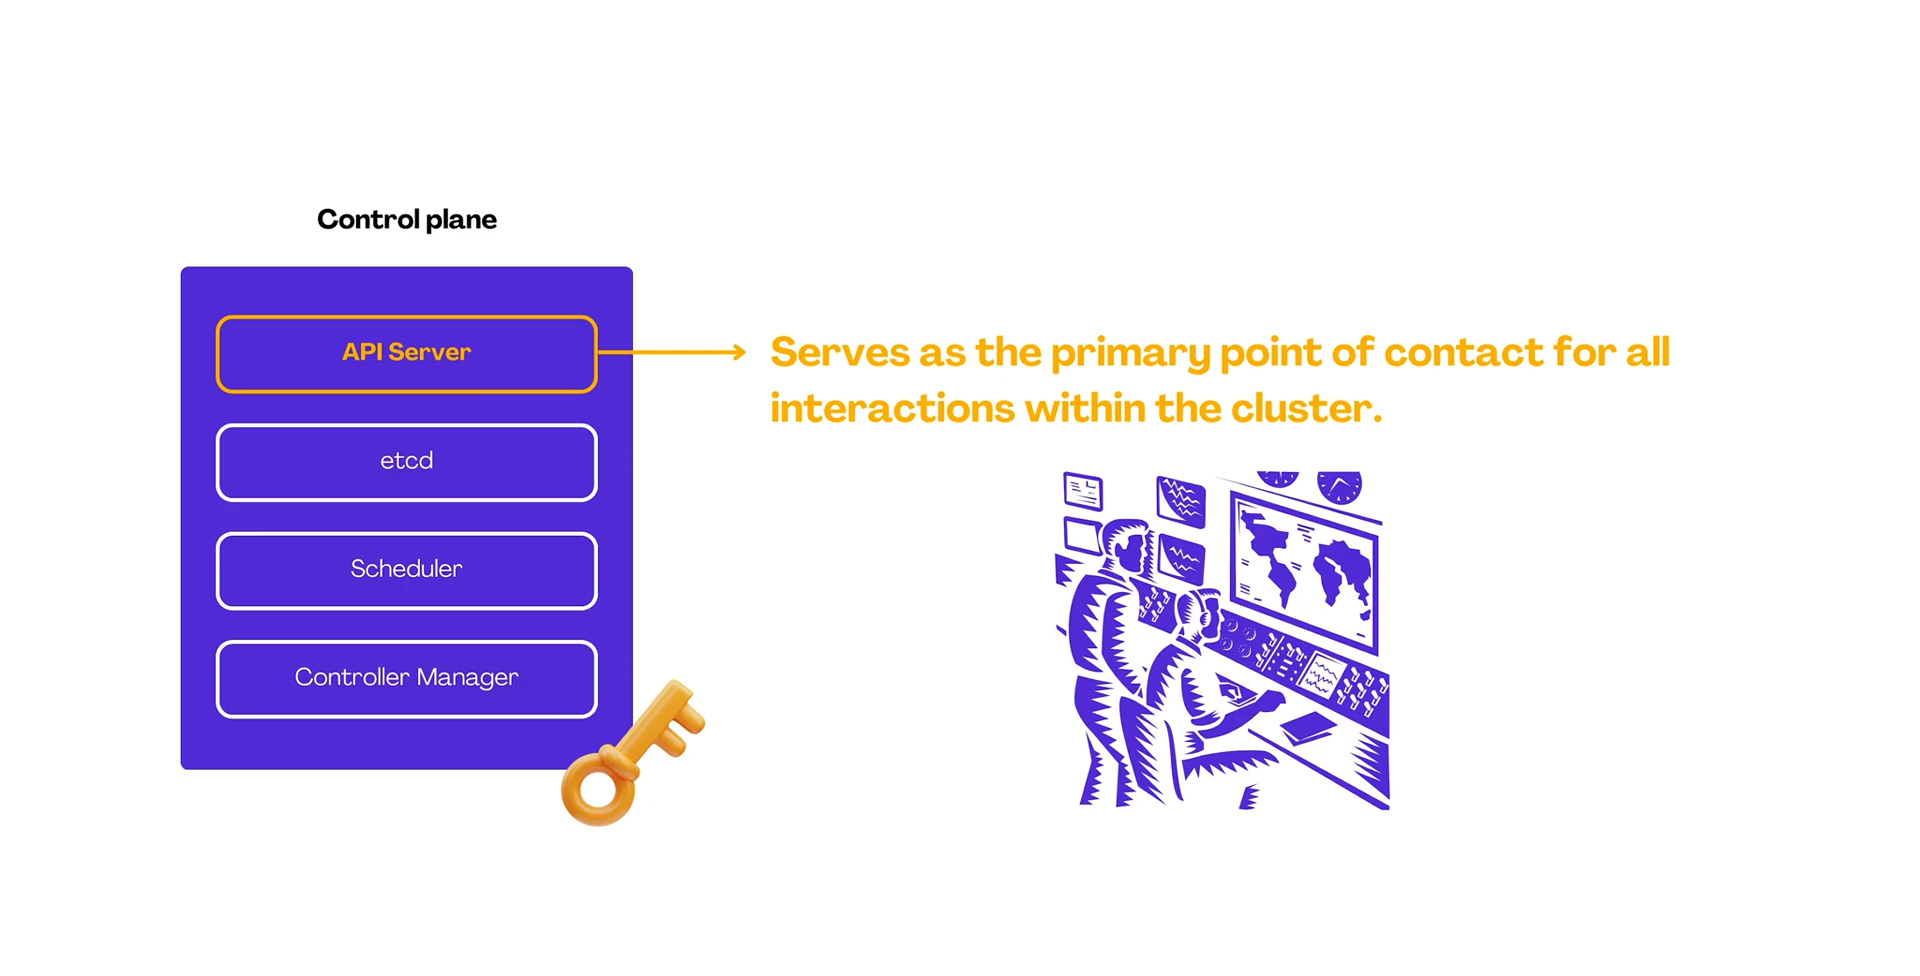 Control plane
API Server
Serves as the primary point of contact for all
interactions within the cluster.
etcd
Scheduler
Controller Manager